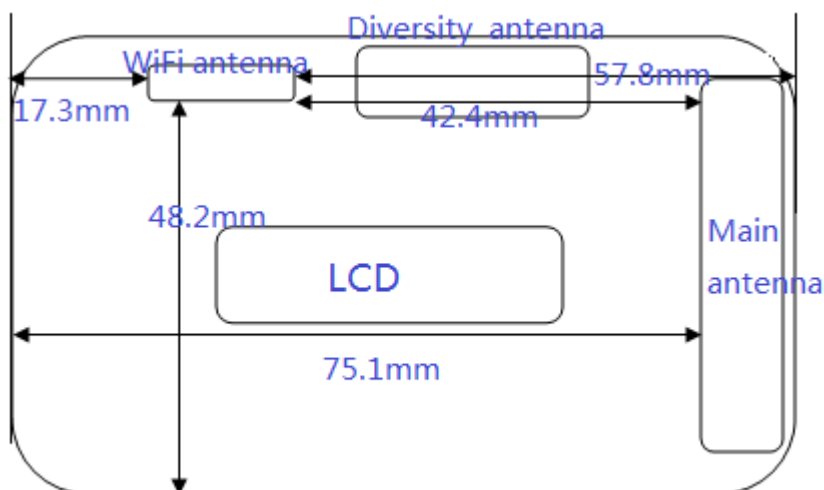 Diversity antenna
WiFi antenna
57.8mm
17.3mm
42.4mm
48.2mm
Main
antenna
LCD
75.1mm